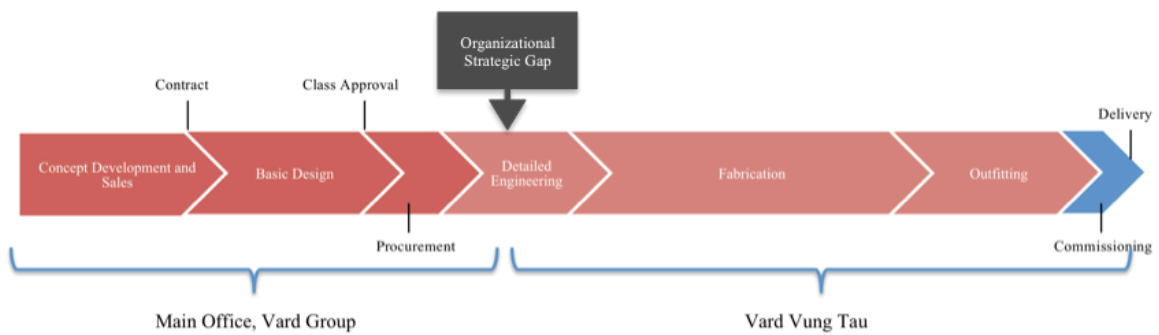 Organizational
Strategic Gap
Contract
Class Approval
Delivery
Concept Development and
Sales
Basic Design
Detailed
Engineering
Fabrication
Outfitting
Procurement
Commissioning
Main Office, Vard Group
Vard Vung Tau